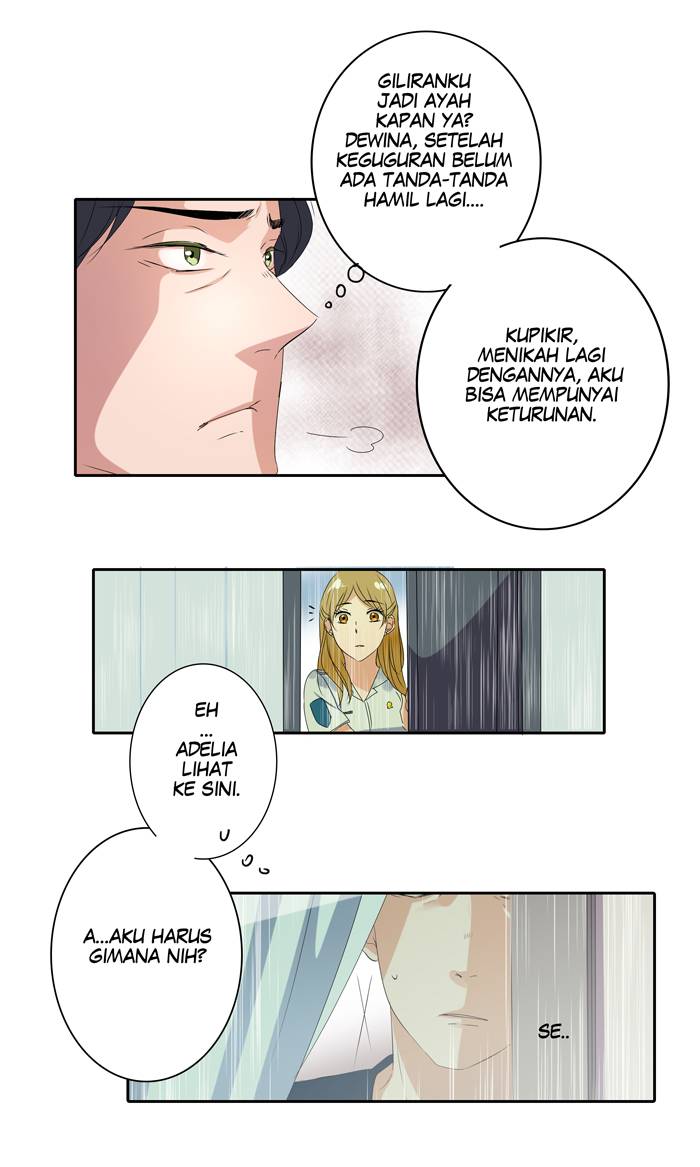 GILIRANKU
JADI AYAH
KAPAN YA?
DEWINA, SETELAH
KEGUGURAN BELUM
ADA TANDA-TANDA
HAMIL LAGI....
KUPIKIR,
MENIKAH LAGI
DENGANNYA, AKU
BISA MEMPUNYAI
KETURUNAN.
EH
...
ADELIA
LIHAT
KE SINI.
A...AKU HARUS
GIMANA NIH?
SE..